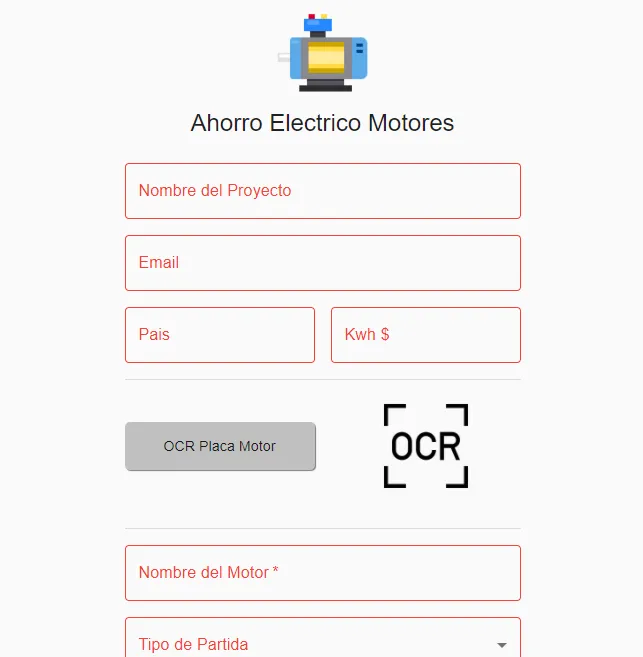 Ahorro Electrico Motores
Nombre del Proyecto
Email
Pais
Kwh $
OCR Placa Motor
OCR
Nombre del Motor *
Tipo de Partida